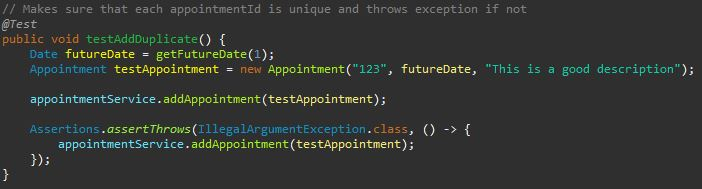 // Makes sure that each appointmentId is unique and throws exception if not
@Test
public void testAddDuplicate() {
    Date futureDate = getFutureDate(1);
    Appointment testAppointment = new Appointment("123", futureDate, "This is a good description");

    appointmentService.addAppointment(testAppointment);

    Assertions.assertThrows(IllegalArgumentException.class, () -> {
        appointmentService.addAppointment(testAppointment);
    });
}